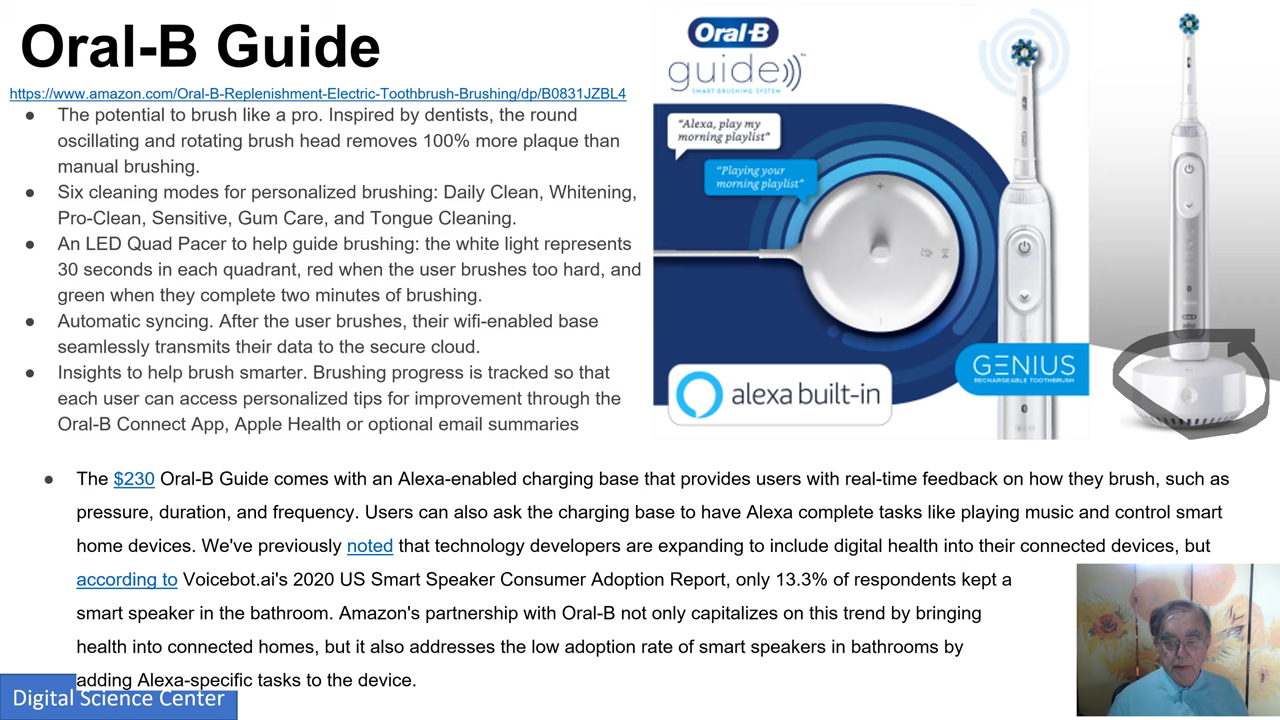 Oral-B Guide
https://www.amazon.com/Oral-B-Replenishment-Electric-Toothbrush-Brushing/dp/B0831JZBL4
● The potential to brush like a pro. Inspired by dentists, the round
oscillating and rotating brush head removes 100% more plaque than
manual brushing.
● Six cleaning modes for personalized brushing: Daily Clean, Whitening,
Pro-Clean, Sensitive, Gum Care, and Tongue Cleaning.
● An LED Quad Pacer to help guide brushing: the white light represents
30 seconds in each quadrant, red when the user brushes too hard, and
green when they complete two minutes of brushing.
● Automatic syncing. After the user brushes, their wifi-enabled base
seamlessly transmits their data to the secure cloud.
● Insights to help brush smarter. Brushing progress is tracked so that
each user can access personalized tips for improvement through the
Oral-B Connect App, Apple Health or optional email summaries
Oral-B
guide
SMART BRUSHING SYSTEM
"Alexa, play my
morning playlist"
"Playing your
morning playlist"
GENIUS
RECHARGEABLE TOOTHBRUSH
alexa built-in
● The $230 Oral-B Guide comes with an Alexa-enabled charging base that provides users with real-time feedback on how they brush, such as
pressure, duration, and frequency. Users can also ask the charging base to have Alexa complete tasks like playing music and control smart
home devices. We've previously noted that technology developers are expanding to include digital health into their connected devices, but
according to Voicebot.ai's 2020 US Smart Speaker Consumer Adoption Report, only 13.3% of respondents kept a
smart speaker in the bathroom. Amazon's partnership with Oral-B not only capitalizes on this trend by bringing
health into connected homes, but it also addresses the low adoption rate of smart speakers in bathrooms by
adding Alexa-specific tasks to the device.
Digital Science Center